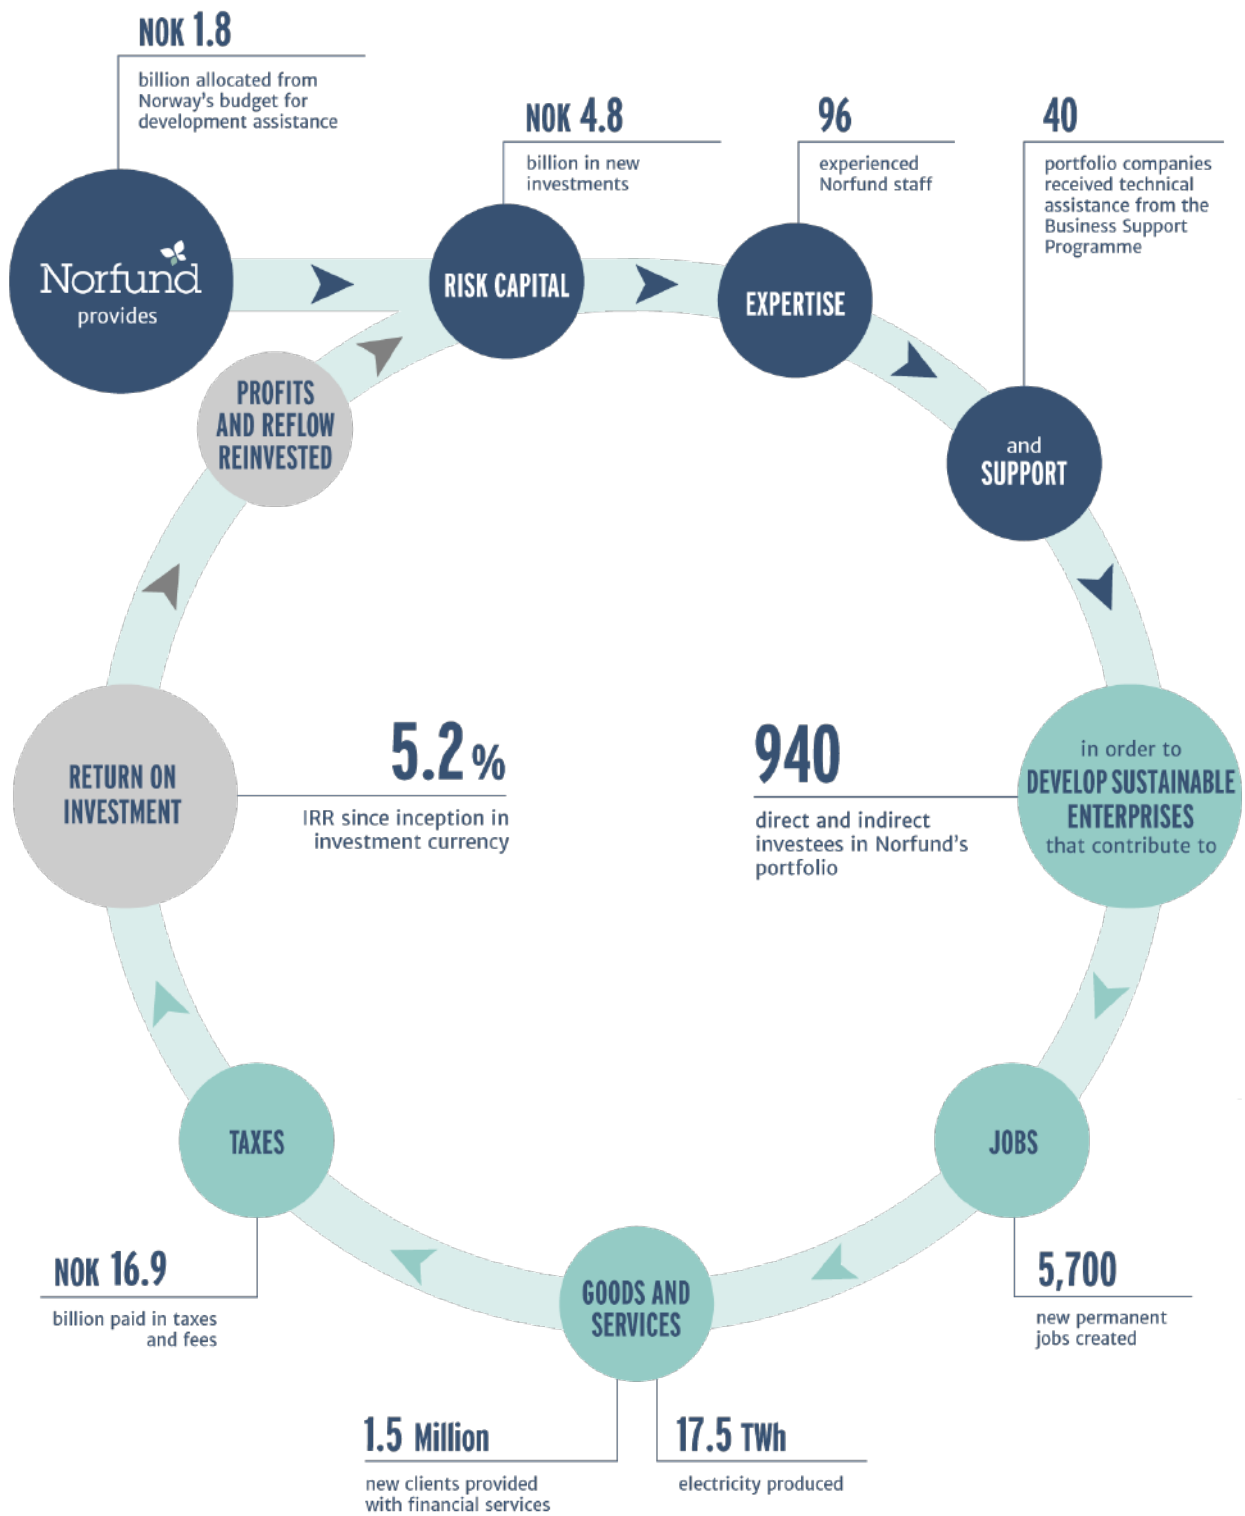 NOK 1.8
billion allocated from
Norway's budget for
development assistance
Norfund
provides
NOK 4.8
billion in new
investments
RISK CAPITAL
96
experienced
Norfund staff
EXPERTISE
40
portfolio companies
received technical
assistance from the
Business Support
Programme
and
SUPPORT
940
direct and indirect
investees in Norfund's
portfolio
in order to
DEVELOP SUSTAINABLE
ENTERPRISES
that contribute to
JOBS
5,700
new permanent
jobs created
GOODS AND
SERVICES
17.5 TWh
electricity produced
1.5 Million
new clients provided
with financial services
TAXES
NOK 16.9
billion paid in taxes
and fees
RETURN ON
INVESTMENT
5.2 %
IRR since inception in
investment currency
PROFITS
AND REFLOW
REINVESTED